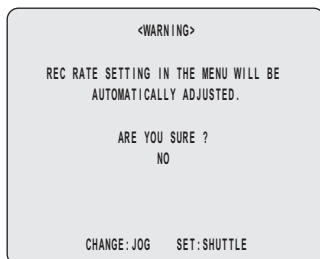 <WARNING>
REC RATE SETTING IN THE MENU WILL BE
AUTOMATICALLY ADJUSTED.
ARE YOU SURE ?
NO
CHANGE:JOG SET:SHUTTLE